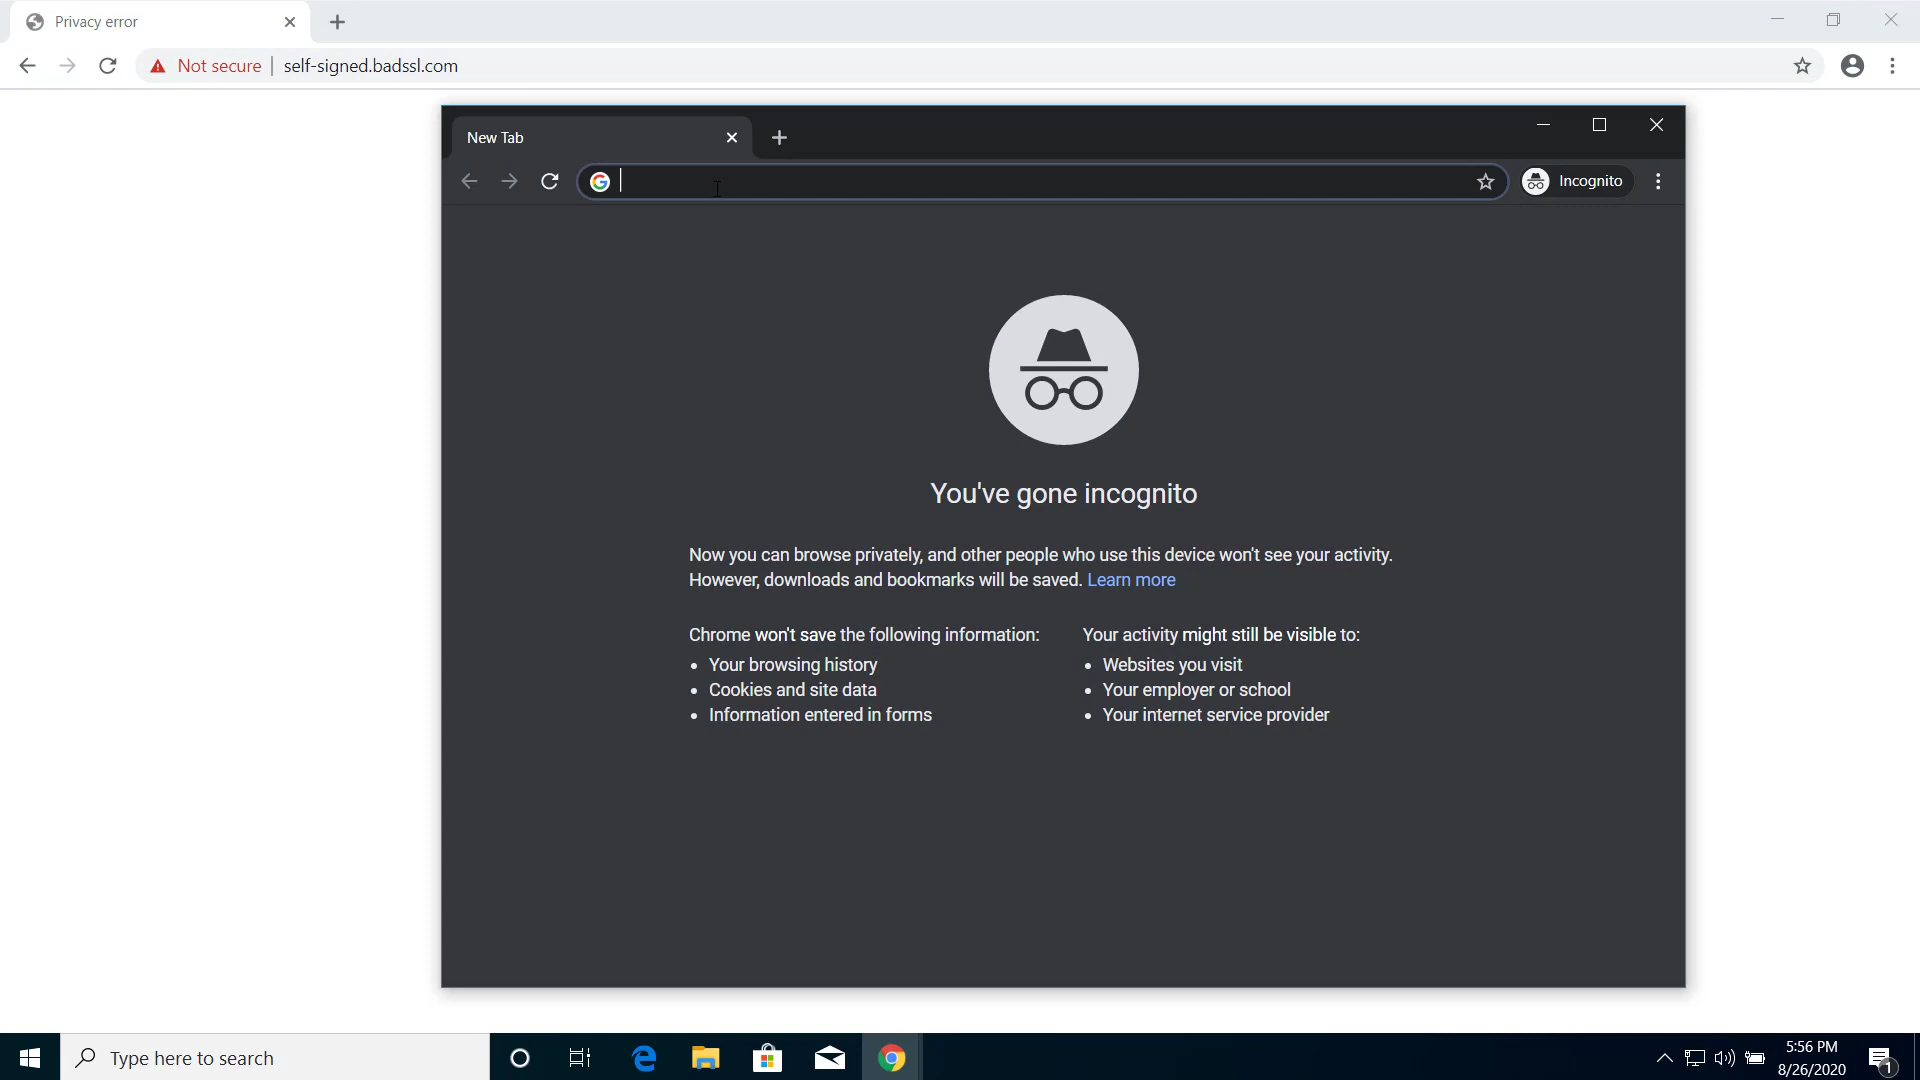 Privacy error
Not secure
self-signed.badssl.com
New Tab
Incognito
You've gone incognito
Now you can browse privately, and other people who use this device won't see your activity.
However, downloads and bookmarks will be saved. Learn more
Chrome won't save the following information:
Your browsing history
Cookies and site data
Information entered in forms
Your activity might still be visible to:
Websites you visit
Your employer or school
Your internet service provider
Type here to search
5:56 PM
8/26/2020
1